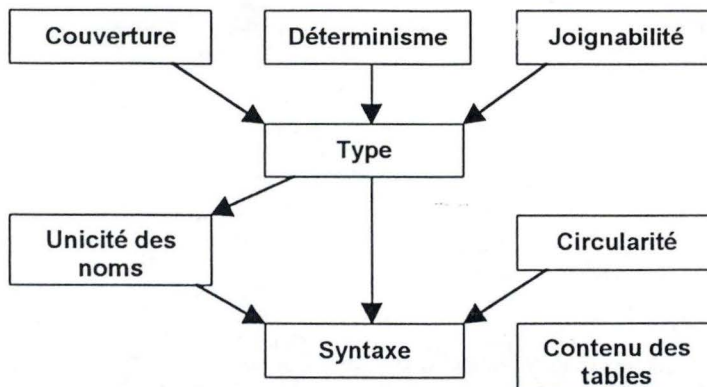 Couverture
Déterminisme
Joignabilité
Type
Unicité des
noms
Circularité
Syntaxe
Contenu des
tables